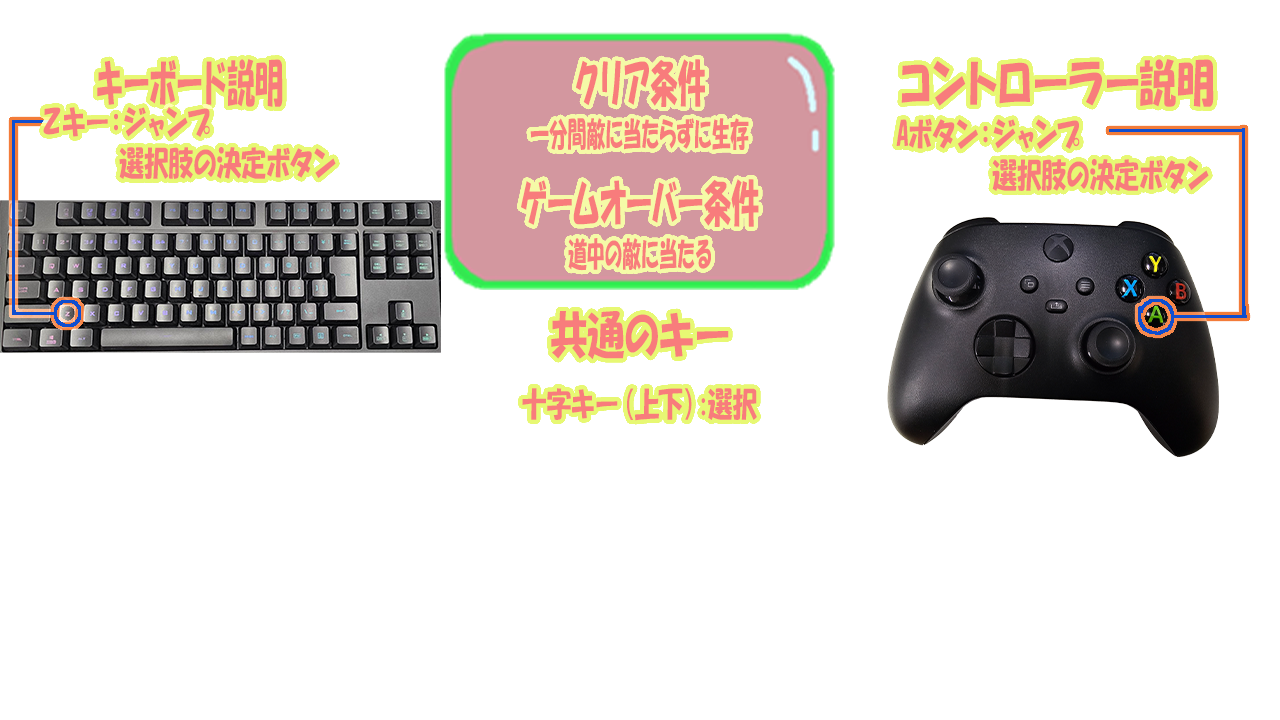 キーボード説明
Zキー：ジャンプ
選択肢の決定ボタン
クリア条件
一分間敵に当たらずに生存
ゲームオーバー条件
道中の敵に当たる
共通のキー
十字キー（上下）：選択
コントローラー説明
Aボタン：ジャンプ
選択肢の決定ボタン
Y
X
B
A